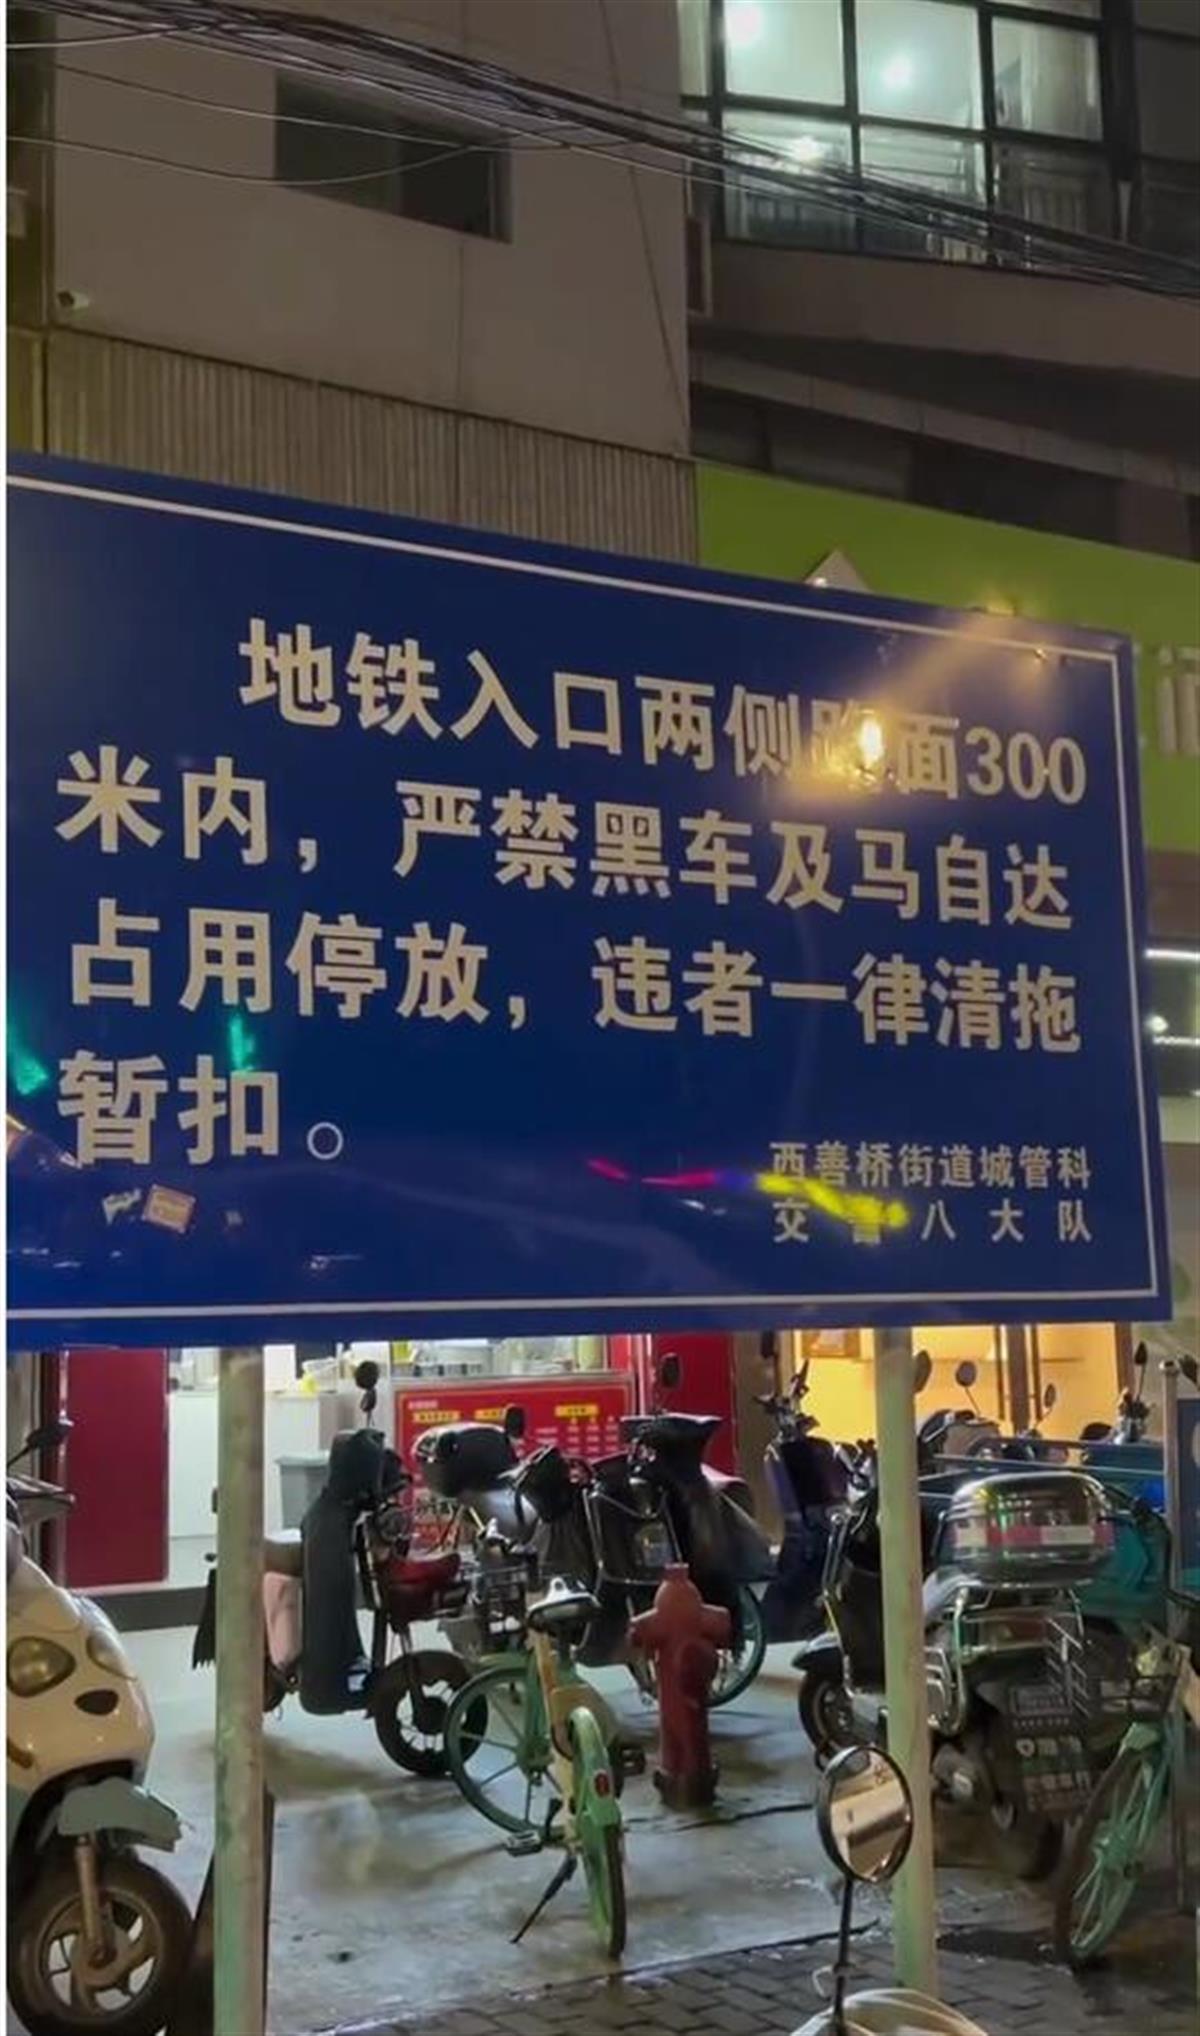 地铁入口两侧路面300
米内，严禁黑车及马自达
占用停放，违者一律清拖
暂扣。
西善桥街道城管科
交警八大队